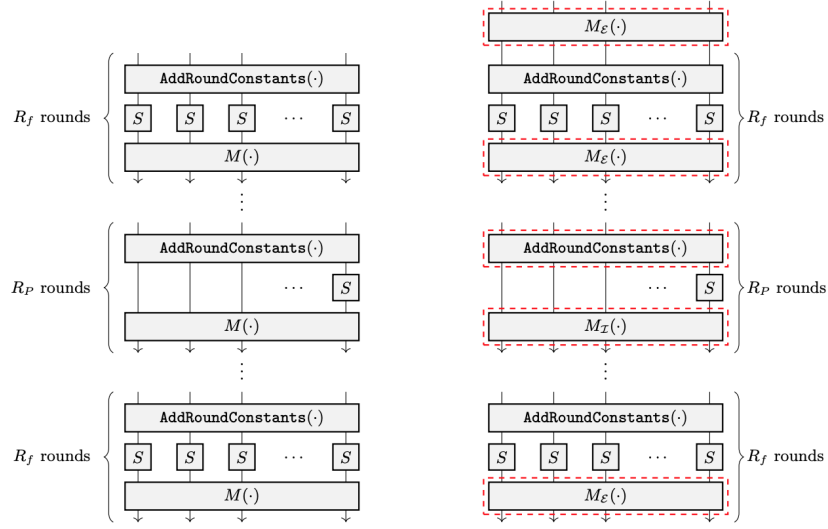 M_ℰ(·)
AddRoundConstants(·) AddRoundConstants(·)
R_f rounds S S S ··· S S S S ··· S R_f rounds
M(·) M_ℰ(·)
⋮ ⋮
AddRoundConstants(·) AddRoundConstants(·)
R_P rounds ··· S ··· S R_P rounds
M(·) M_ℐ(·)
⋮ ⋮
AddRoundConstants(·) AddRoundConstants(·)
R_f rounds S S S ··· S S S S ··· S R_f rounds
M(·) M_ℰ(·)